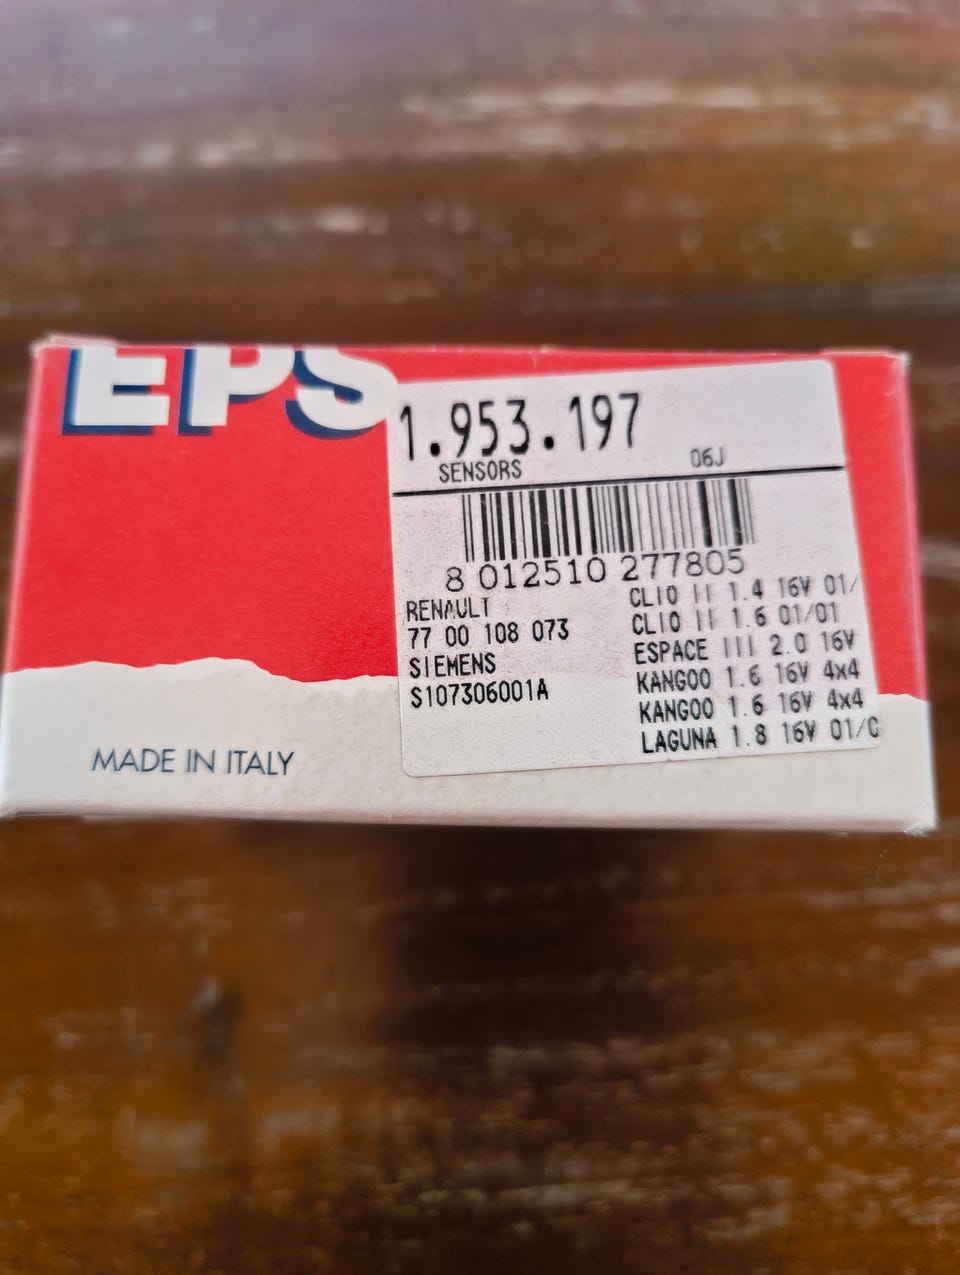 EPS
1.953.197
SENSORS 06J
8 012510 277805
RENAULT
77 00 108 073
SIEMENS
S107306001A
CLIO II 1.4 16V 01/
CLIO II 1.6 01/01
ESPACE III 2.0 16V
KANGOO 1.6 16V 4x4
KANGOO 1.6 16V 4x4
LAGUNA 1.8 16V 01/0
MADE IN ITALY